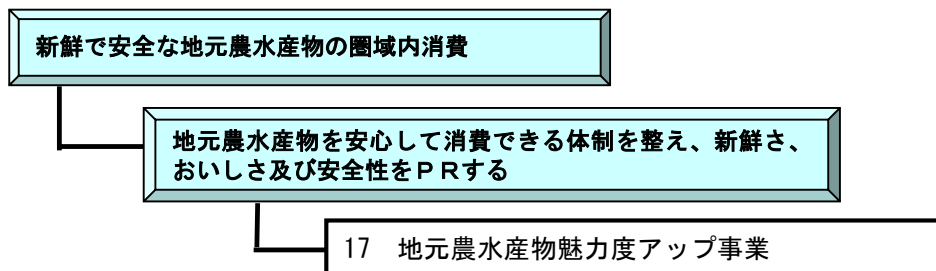 新鮮で安全な地元農水産物の圏域内消費
地元農水産物を安心して消費できる体制を整え、新鮮さ、
おいしさ及び安全性をＰＲする
17　地元農水産物魅力度アップ事業